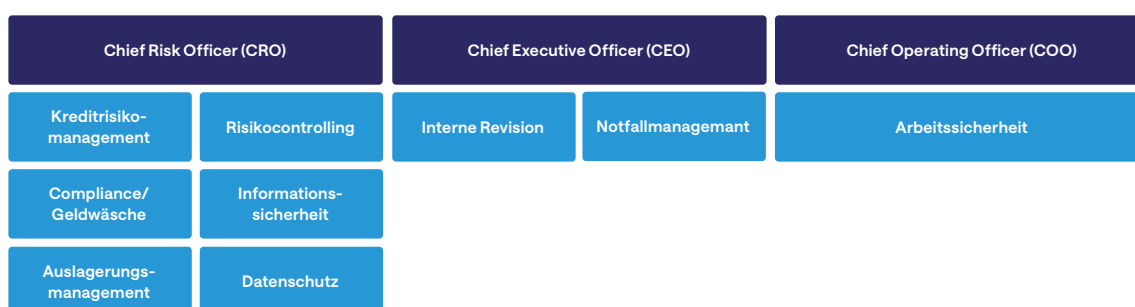 Chief Risk Officer (CRO)
Chief Executive Officer (CEO)
Chief Operating Officer (COO)
Kreditrisiko-
management
Risikocontrolling
Interne Revision
Notfallmanagemant
Arbeitssicherheit
Compliance/
Geldwäsche
Informations-
sicherheit
Auslagerungs-
management
Datenschutz